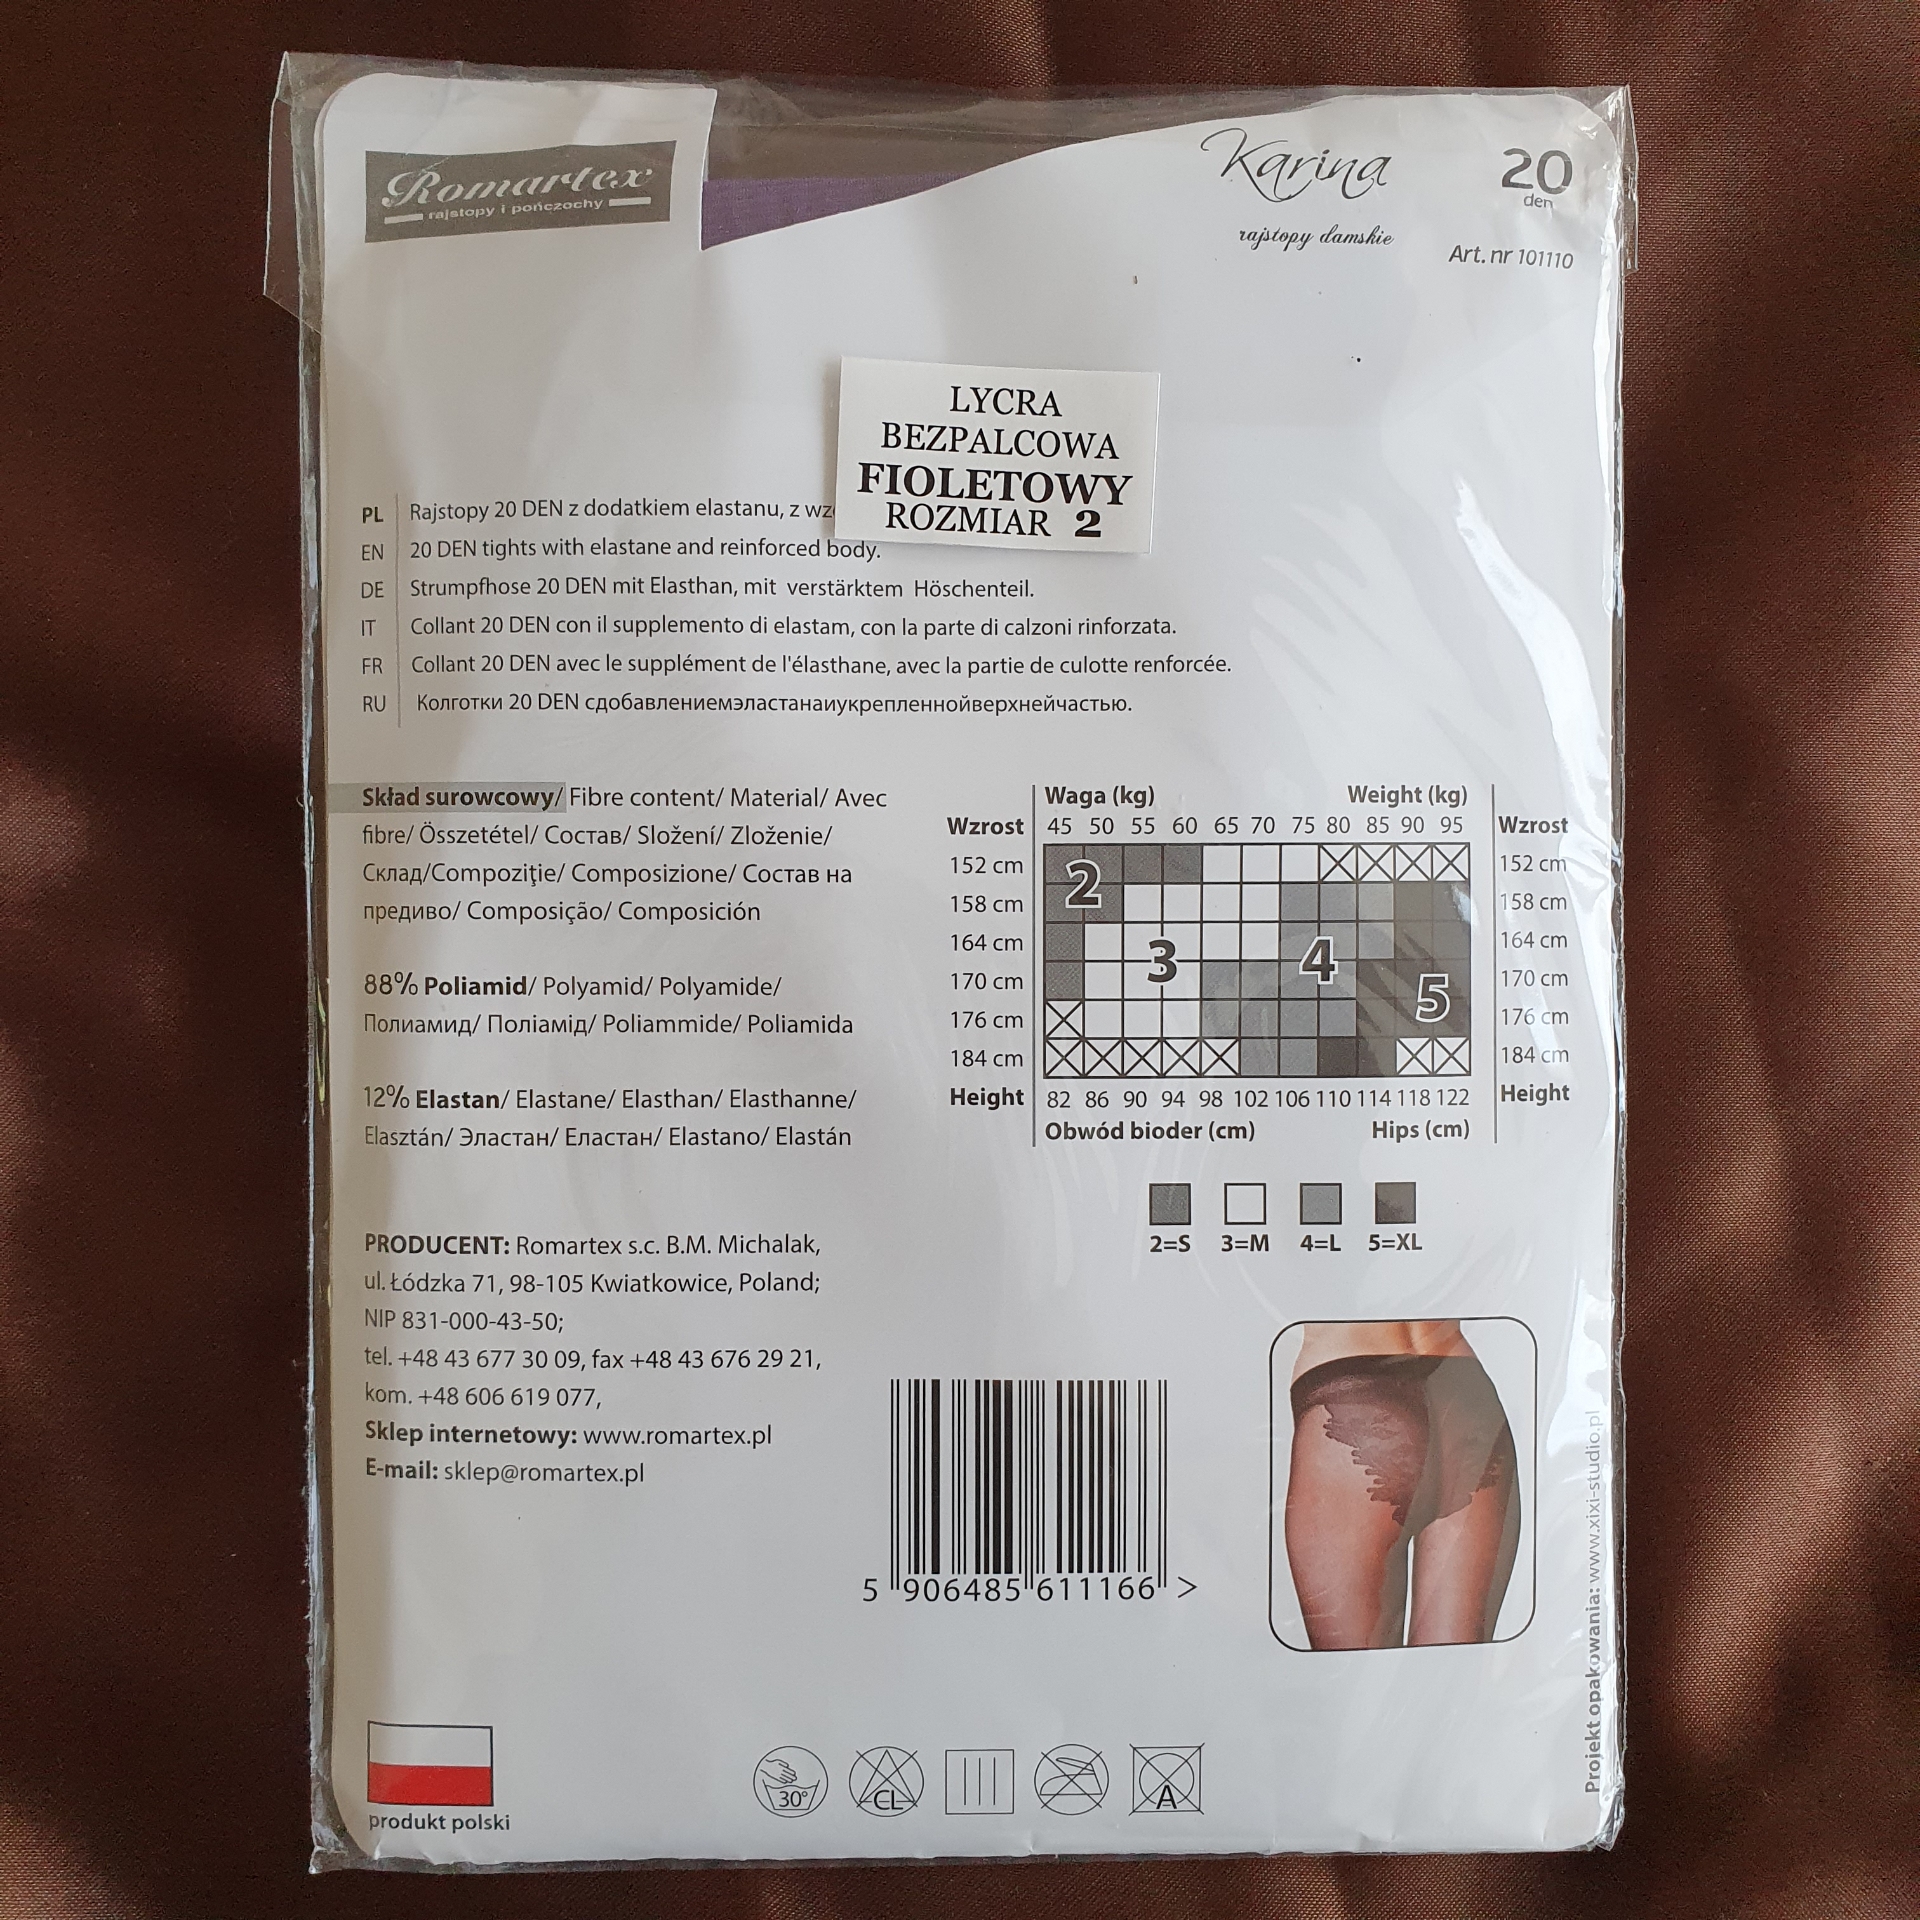 Romartex
rajstopy i pończochy
Karina
rajstopy damskie
20
den
Art. nr 101110
LYCRA
BEZPALCOWA
FIOLETOWY
ROZMIAR 2
PL Rajstopy 20 DEN z dodatkiem elastanu, z
EN 20 DEN tights with elastane and reinforced body.
DE Strumpfhose 20 DEN mit Elasthan, mit verstärktem Höschenteil.
IT Collant 20 DEN con il supplemento di elastam, con la parte di calzoni rinforzata.
FR Collant 20 DEN avec le supplément de l'élasthane, avec la partie de culotte renforcée.
RU Колготки 20 DEN сдобавлениемэластанаиукрепленнойверхнейчастью.
Skład surowcowy/ Fibre content/ Material/ Avec
fibre/ Összetétel/ Состав/ Složení/ Zloženie/
Склад/Compoziţie/ Composizione/ Состав на
предиво/ Composição/ Composición
88% Poliamid/ Polyamid/ Polyamide/
Полиамид/ Поліамід/ Poliammide/ Poliamida
12% Elastan/ Elastane/ Elasthan/ Elasthanne/
Elasztán/ Эластан/ Еластан/ Elastano/ Elastán
Waga (kg) Weight (kg)
Wzrost 45 50 55 60 65 70 75 80 85 90 95 Wzrost
152 cm 152 cm
2
158 cm 158 cm
164 cm 164 cm
3 4
170 cm 170 cm
5
176 cm 176 cm
184 cm 184 cm
Height 82 86 90 94 98 102 106 110 114 118 122 Height
Obwód bioder (cm) Hips (cm)
2=S 3=M 4=L 5=XL
PRODUCENT: Romartex s.c. B.M. Michalak,
ul. Łódzka 71, 98-105 Kwiatkowice, Poland;
NIP 831-000-43-50;
tel. +48 43 677 30 09, fax +48 43 676 29 21,
kom. +48 606 619 077,
Sklep internetowy: www.romartex.pl
E-mail: sklep@romartex.pl
5 906485 611166 >
Projekt opakowania: www.xixi-studio.pl
produkt polski
30° CL A